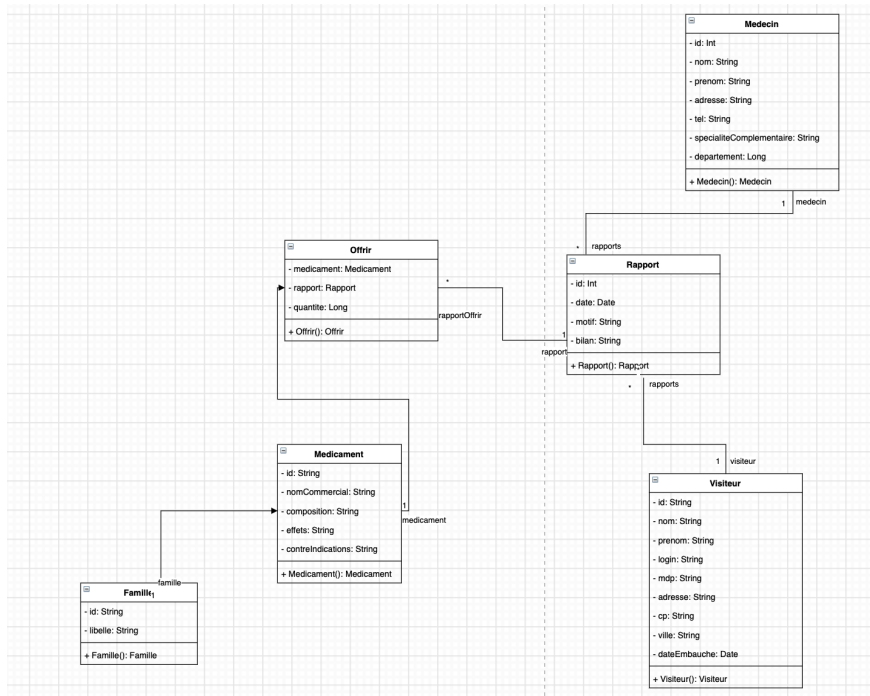 Medecin
- id: Int
- nom: String
- prenom: String
- adresse: String
- tel: String
- specialiteComplementaire: String
- departement: Long
+ Medecin(): Medecin
1
medecin
*
rapports
Offrir
- medicament: Medicament
- rapport: Rapport
- quantite: Long
+ Offrir(): Offrir
*
rapportOffrir
1
rapport
Rapport
- id: Int
- date: Date
- motif: String
- bilan: String
+ Rapport(): Rapport
*
rapports
Medicament
- id: String
- nomCommercial: String
- composition: String
- effets: String
- contreIndications: String
+ Medicament(): Medicament
1
medicament
1
visiteur
Visiteur
- id: String
- nom: String
- prenom: String
- login: String
- mdp: String
- adresse: String
- cp: String
- ville: String
- dateEmbauche: Date
+ Visiteur(): Visiteur
famille
Famille
1
- id: String
- libelle: String
+ Famille(): Famille